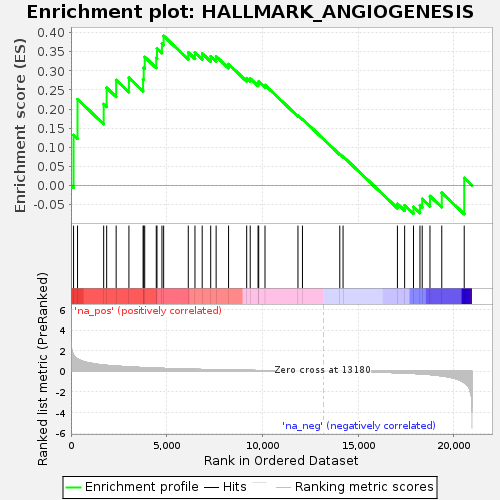 Enrichment plot: HALLMARK_ANGIOGENESIS
Enrichment score (ES)
0.40
0.35
0.30
0.25
0.20
0.15
0.10
0.05
0.00
-0.05
'na_pos' (positively correlated)
Ranked list metric (PreRanked)
6
4
2
0
-2
-4
-6
Zero cross at 13180
'na_neg' (negatively correlated)
0
5,000
10,000
15,000
20,000
Rank in Ordered Dataset
Enrichment profile
Hits
Ranking metric scores